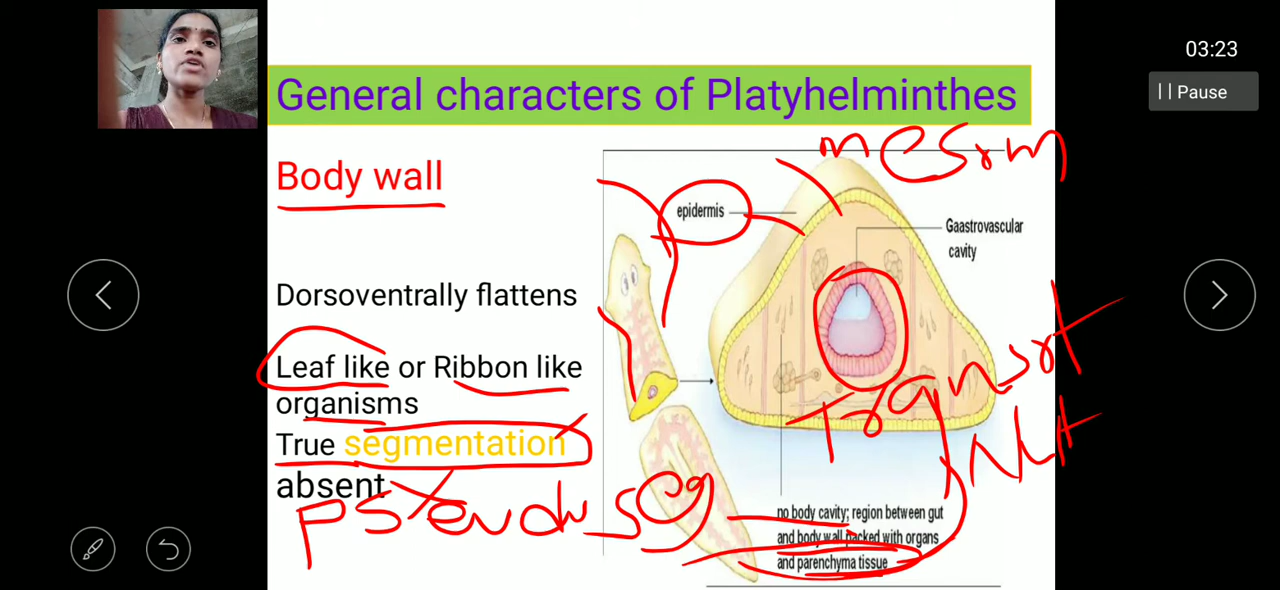 03:23
Pause
General characters of Platyhelminthes
Body wall
Dorsoventrally flattens
Leaf like or Ribbon like
organisms
True segmentation
absent
epidermis
Gaastrovascular
cavity
no body cavity; region between gut
and body wall packed with organs
and parenchyma tissue